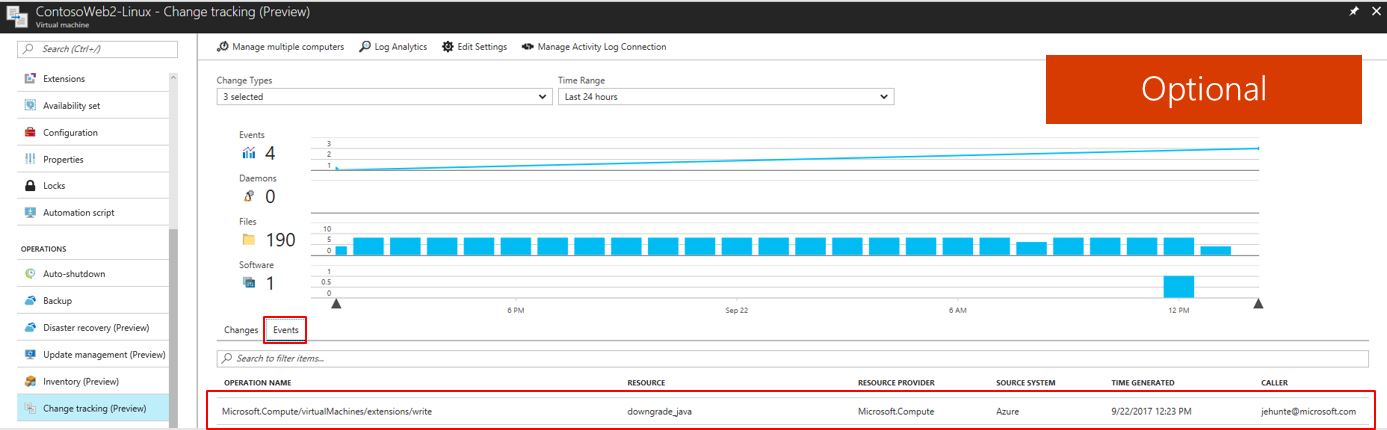 ContosoWeb2-Linux - Change tracking (Preview)
Virtual machine
Search (Ctrl+/)
Extensions
Availability set
Configuration
Properties
Locks
Automation script
OPERATIONS
Auto-shutdown
Backup
Disaster recovery (Preview)
Update management (Preview)
Inventory (Preview)
Change tracking (Preview)
Manage multiple computers Log Analytics Edit Settings Manage Activity Log Connection
Optional
Change Types Time Range
3 selected Last 24 hours
Events
4
3
2
1
Daemons
0
Files
190
10
5
0
Software
1
1
0.5
0
6 PM Sep 22 6 AM 12 PM
Changes Events
Search to filter items...
OPERATION NAME RESOURCE RESOURCE PROVIDER SOURCE SYSTEM TIME GENERATED CALLER
Microsoft.Compute/virtualMachines/extensions/write downgrade_java Microsoft.Compute Azure 9/22/2017 12:23 PM jehunte@microsoft.com